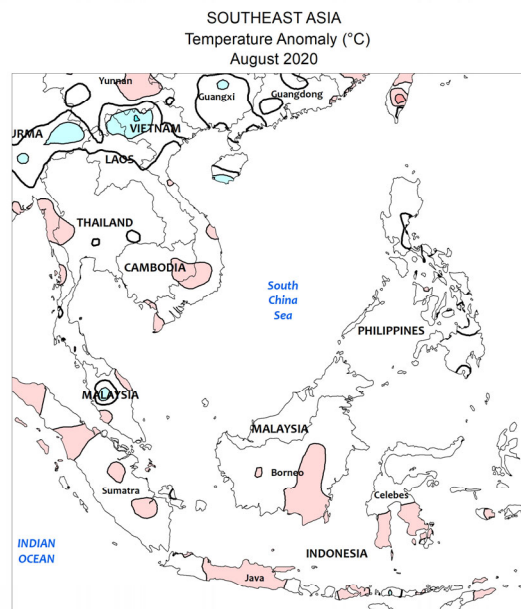 SOUTHEAST ASIA
Temperature Anomaly (°C)
August 2020
Yunnan
Guangxi
Guangdong
URMA
VIETNAM
LAOS
THAILAND
CAMBODIA
South
China
Sea
PHILIPPINES
MALAYSIA
MALAYSIA
Borneo
Sumatra
Celebes
INDIAN
OCEAN
INDONESIA
Java